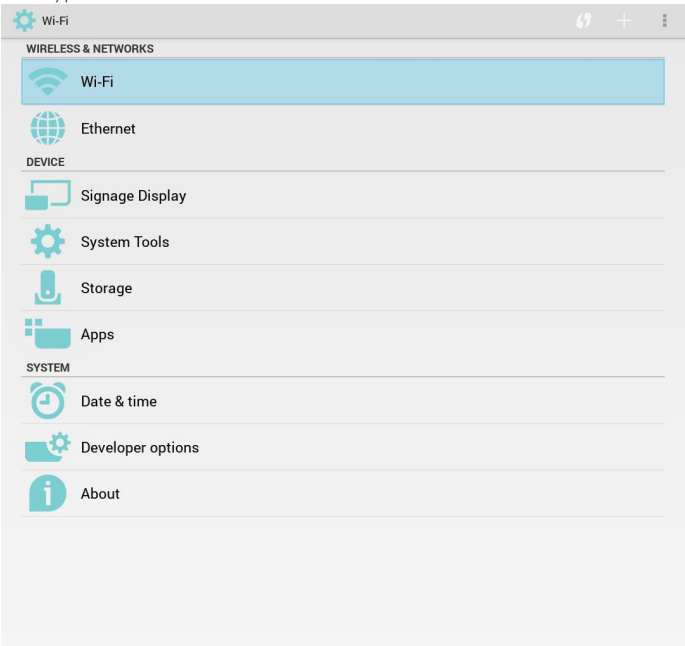 Wi-Fi
WIRELESS & NETWORKS
Wi-Fi
Ethernet
DEVICE
Signage Display
System Tools
Storage
Apps
SYSTEM
Date & time
Developer options
About